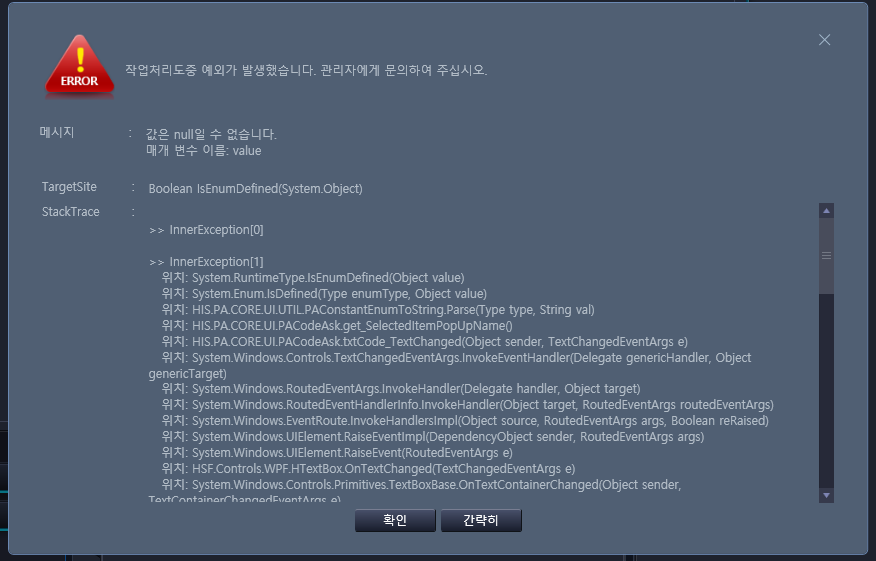 작업처리도중 예외가 발생했습니다. 관리자에게 문의하여 주십시오.
ERROR
메시지 : 값은 null일 수 없습니다.
매개 변수 이름: value
TargetSite : Boolean IsEnumDefined(System.Object)
StackTrace :
>> InnerException[0]
>> InnerException[1]
위치: System.RuntimeType.IsEnumDefined(Object value)
위치: System.Enum.IsDefined(Type enumType, Object value)
위치: HIS.PA.CORE.UI.UTIL.PAConstantEnumToString.Parse(Type type, String val)
위치: HIS.PA.CORE.UI.PACodeAsk.get_SelectedItemPopUpName()
위치: HIS.PA.CORE.UI.PACodeAsk.txtCode_TextChanged(Object sender, TextChangedEventArgs e)
위치: System.Windows.Controls.TextChangedEventArgs.InvokeEventHandler(Delegate genericHandler, Object
genericTarget)
위치: System.Windows.RoutedEventArgs.InvokeHandler(Delegate handler, Object target)
위치: System.Windows.RoutedEventHandlerInfo.InvokeHandler(Object target, RoutedEventArgs routedEventArgs)
위치: System.Windows.EventRoute.InvokeHandlersImpl(Object source, RoutedEventArgs args, Boolean reRaised)
위치: System.Windows.UIElement.RaiseEventImpl(DependencyObject sender, RoutedEventArgs args)
위치: System.Windows.UIElement.RaiseEvent(RoutedEventArgs e)
위치: HSF.Controls.WPF.HTextBox.OnTextChanged(TextChangedEventArgs e)
위치: System.Windows.Controls.Primitives.TextBoxBase.OnTextContainerChanged(Object sender,
TextContainerChangedEventArgs e)
확인 간략히